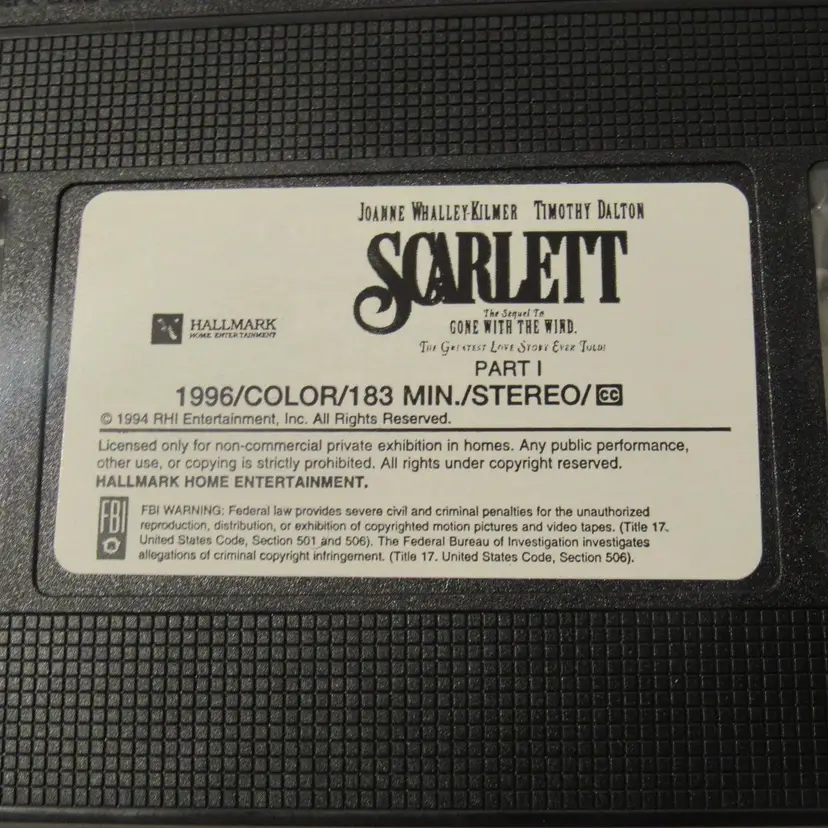 JOANNE WHALLEY-KILMER TIMOTHY DALTON
SCARLETT
The Sequel To
GONE WITH THE WIND.
THE GREATEST LOVE STORY EVER TOLD!
HALLMARK
HOME ENTERTAINMENT
PART I
1996/COLOR/183 MIN./STEREO/CC
© 1994 RHI Entertainment, Inc. All Rights Reserved.
Licensed only for non-commercial private exhibition in homes. Any public performance,
other use, or copying is strictly prohibited. All rights under copyright reserved.
HALLMARK HOME ENTERTAINMENT.
FBI
FBI WARNING: Federal law provides severe civil and criminal penalties for the unauthorized
reproduction, distribution, or exhibition of copyrighted motion pictures and video tapes. (Title 17.
United States Code, Section 501 and 506). The Federal Bureau of Investigation investigates
allegations of criminal copyright infringement. (Title 17. United States Code, Section 506).